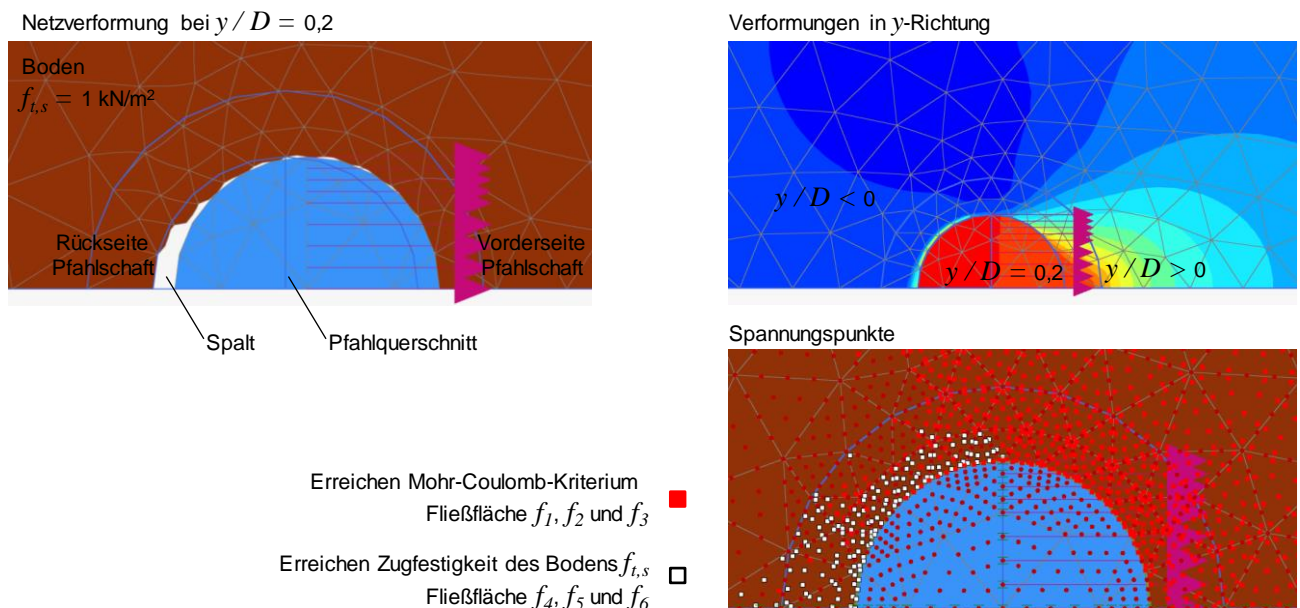 Netzverformung bei y / D = 0,2
Boden
f_{t,s} = 1 kN/m²
Rückseite
Pfahlschaft
Vorderseite
Pfahlschaft
Spalt
Pfahlquerschnitt
Verformungen in y-Richtung
y / D < 0
y / D = 0,2
y / D > 0
Spannungspunkte
Erreichen Mohr-Coulomb-Kriterium
Fließfläche f_1, f_2 und f_3
Erreichen Zugfestigkeit des Bodens f_{t,s}
Fließfläche f_4, f_5 und f_6